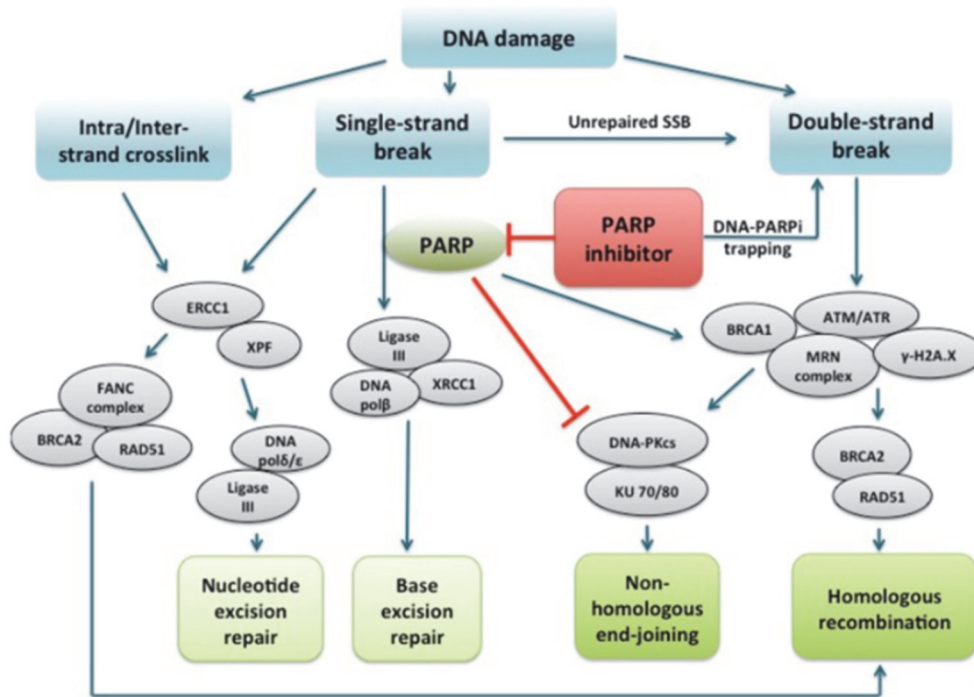 DNA damage
Intra/Inter-
strand crosslink
Single-strand
break
Unrepaired SSB
Double-strand
break
PARP
PARP
inhibitor
DNA-PARPi
trapping
ERCC1
XPF
Ligase
III
DNA
polβ
XRCC1
BRCA1
ATM/ATR
MRN
complex
γ-H2A.X
FANC
complex
BRCA2
RAD51
DNA
polδ/ε
Ligase
III
DNA-PKcs
KU 70/80
BRCA2
RAD51
Nucleotide
excision
repair
Base
excision
repair
Non-
homologous
end-joining
Homologous
recombination